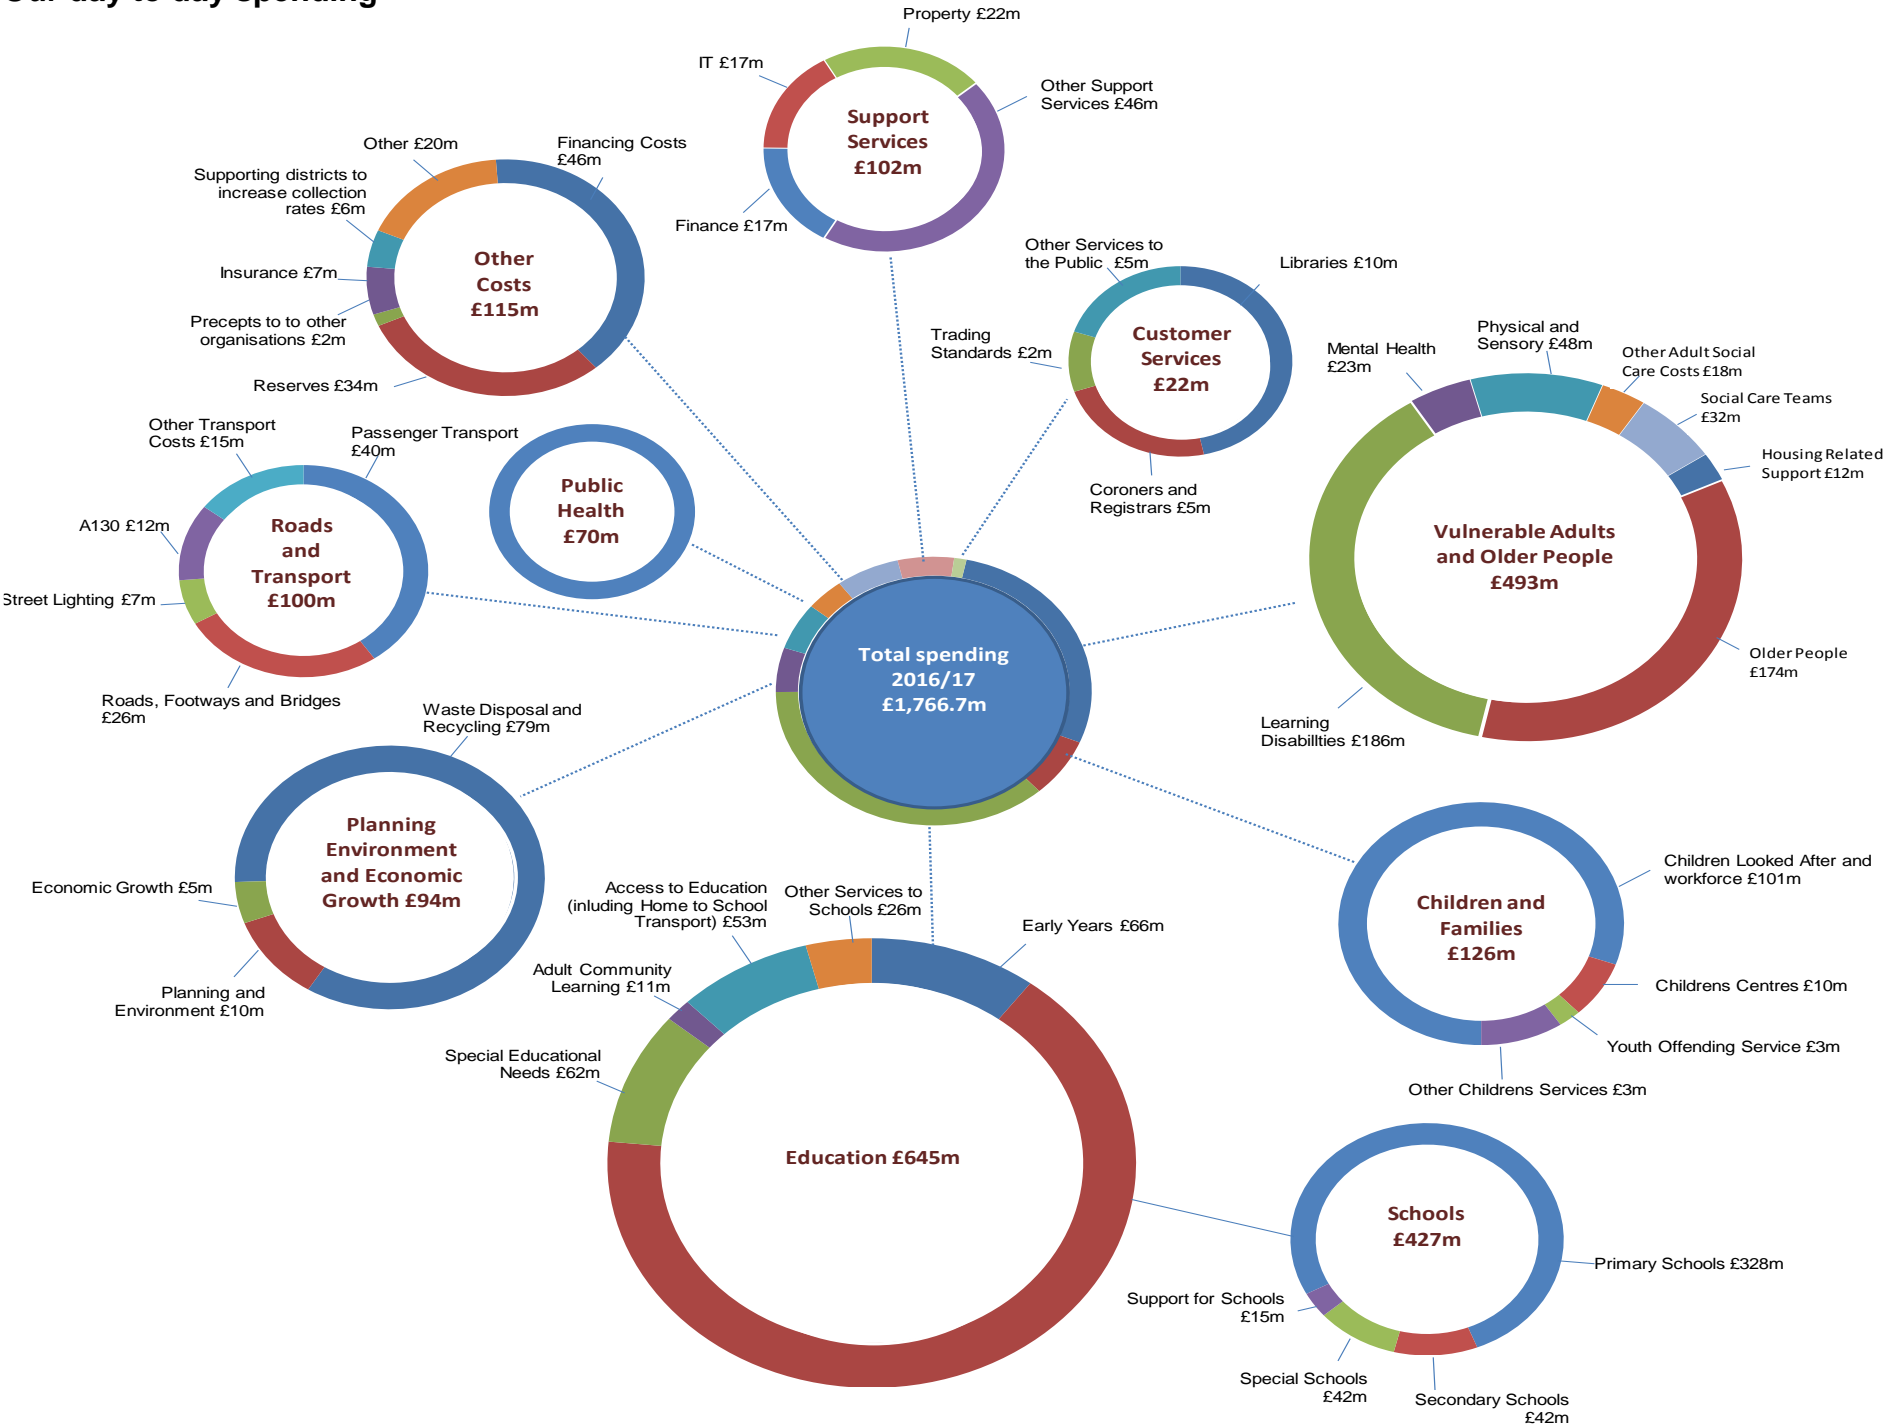 Our day to day spending
Property £22m
IT £17m
Other Support
Services £46m
Support
Services
£102m
Finance £17m
Other £20m
Financing Costs
£46m
Supporting districts to
increase collection
rates £6m
Insurance £7m
Other
Costs
£115m
Precepts to to other
organisations £2m
Reserves £34m
Other Services to
the Public £5m
Libraries £10m
Trading
Standards £2m
Customer
Services
£22m
Coroners and
Registrars £5m
Mental Health
£23m
Physical and
Sensory £48m
Other Adult Social
Care Costs £18m
Social Care Teams
£32m
Housing Related
Support £12m
Vulnerable Adults
and Older People
£493m
Older People
£174m
Learning
Disabillties £186m
Other Transport
Costs £15m
Passenger Transport
£40m
A130 £12m
Roads
and
Transport
£100m
Street Lighting £7m
Roads, Footways and Bridges
£26m
Public
Health
£70m
Total spending
2016/17
£1,766.7m
Waste Disposal and
Recycling £79m
Planning
Environment
and Economic
Growth £94m
Economic Growth £5m
Planning and
Environment £10m
Access to Education
(inluding Home to School
Transport) £53m
Other Services to
Schools £26m
Early Years £66m
Adult Community
Learning £11m
Special Educational
Needs £62m
Education £645m
Children Looked After and
workforce £101m
Children and
Families
£126m
Childrens Centres £10m
Youth Offending Service £3m
Other Childrens Services £3m
Schools
£427m
Primary Schools £328m
Support for Schools
£15m
Special Schools
£42m
Secondary Schools
£42m